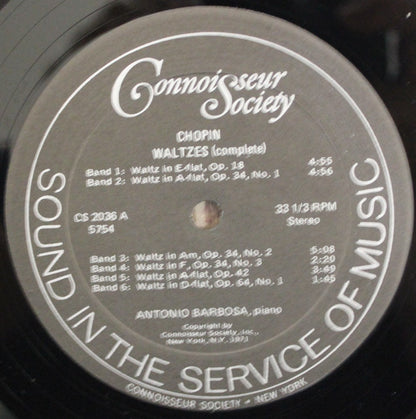 Connoisseur
Society
CHOPIN
WALTZES (complete)
Band 1: Waltz in E-flat, Op. 18 4:55
Band 2: Waltz in A-flat, Op. 34, No. 1 4:56
CS 2036 A 33 1/3 RPM
5754 Stereo
Band 3: Waltz in Am, Op. 34, No. 2 5:08
Band 4: Waltz in F, Op. 34, No. 3 2:20
Band 5: Waltz in A-flat, Op. 42 3:49
Band 6: Waltz in D-flat, Op. 64, No. 1 1:45
ANTONIO BARBOSA, piano
Copyright by
Connoisseur Society, Inc.,
New York, N.Y. 1971
SOUND IN THE SERVICE OF MUSIC
CONNOISSEUR SOCIETY - NEW YORK